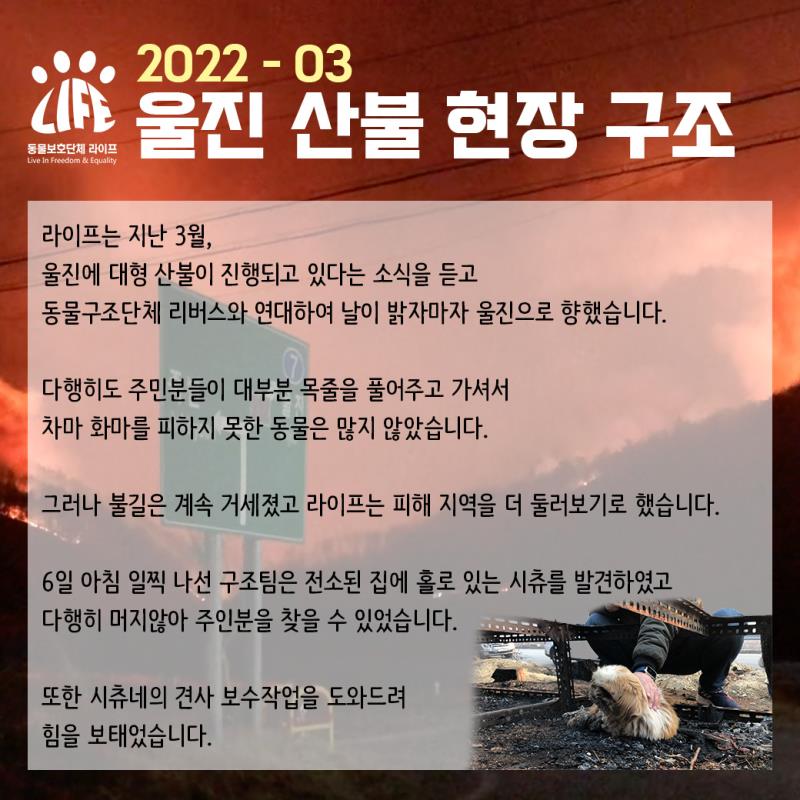 LIFE
동물보호단체 라이프
Live In Freedom & Equality
2022 - 03
울진 산불 현장 구조
라이프는 지난 3월,
울진에 대형 산불이 진행되고 있다는 소식을 듣고
동물구조단체 리버스와 연대하여 날이 밝자마자 울진으로 향했습니다.
다행히도 주민분들이 대부분 목줄을 풀어주고 가셔서
차마 화마를 피하지 못한 동물은 많지 않았습니다.
그러나 불길은 계속 거세졌고 라이프는 피해 지역을 더 둘러보기로 했습니다.
6일 아침 일찍 나선 구조팀은 전소된 집에 홀로 있는 시츄를 발견하였고
다행히 머지않아 주인분을 찾을 수 있었습니다.
또한 시츄네의 견사 보수작업을 도와드려
힘을 보태었습니다.
7